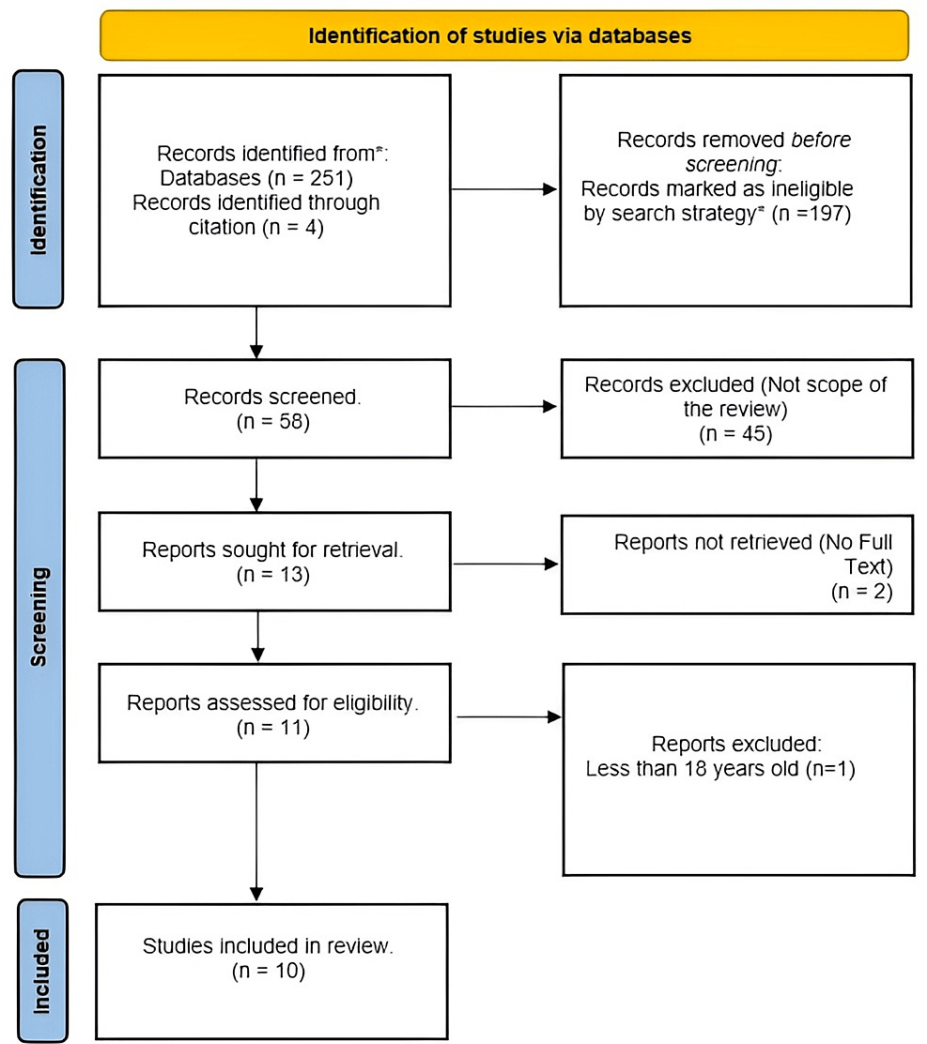 Identification of studies via databases
Identification
Records identified from*:
Databases (n = 251)
Records identified through
citation (n = 4)
Records removed before
screening:
Records marked as ineligible
by search strategy* (n =197)
Screening
Records screened.
(n = 58)
Records excluded (Not scope of
the review)
(n = 45)
Reports sought for retrieval.
(n = 13)
Reports not retrieved (No Full
Text)
(n = 2)
Reports assessed for eligibility.
(n = 11)
Reports excluded:
Less than 18 years old (n=1)
Included
Studies included in review.
(n = 10)